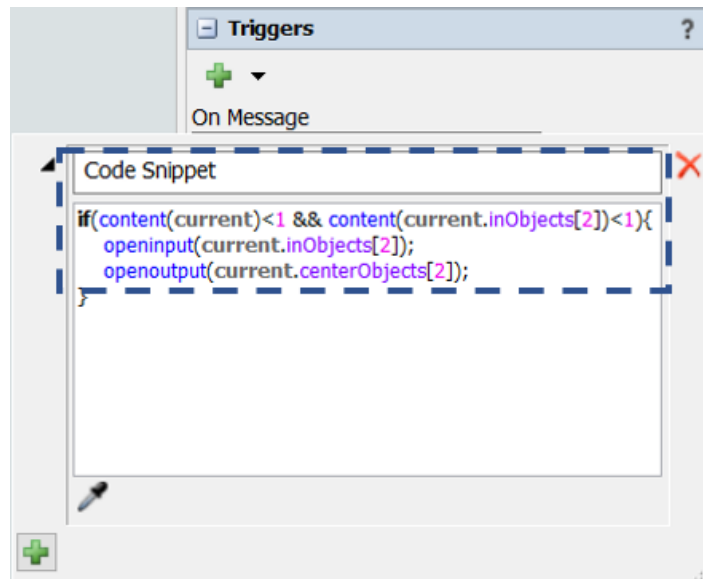 Triggers
?
On Message
Code Snippet
if(content(current)<1 && content(current.inObjects[2])<1){
openinput(current.inObjects[2]);
openoutput(current.centerObjects[2]);
}